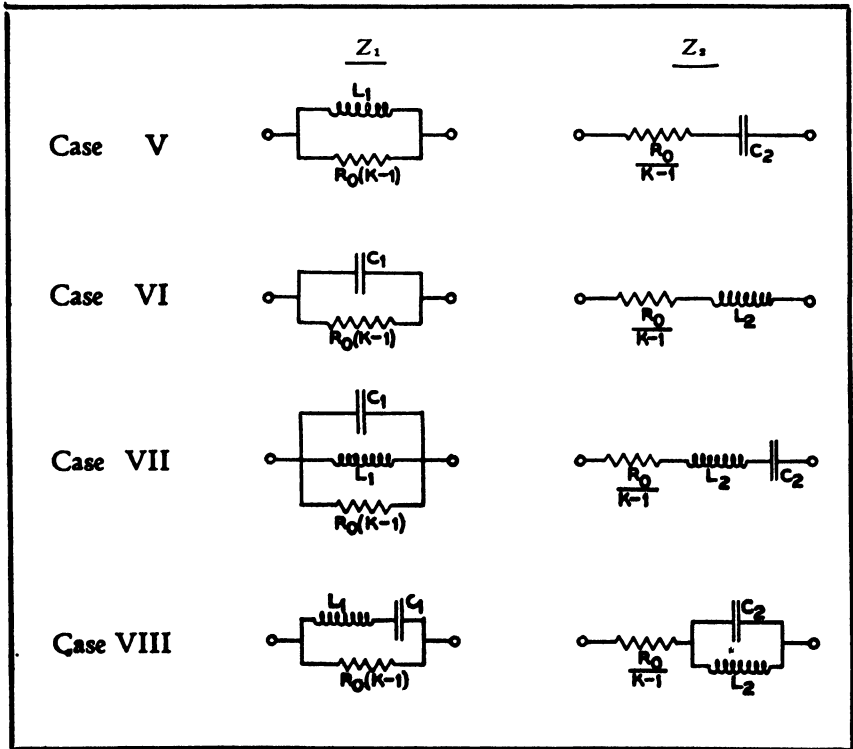 Z₁ Z₂
Case V
L₁
R₀(K-1)
R₀
K-1
C₂
Case VI
C₁
R₀(K-1)
R₀
K-1
L₂
Case VII
C₁
L₁
R₀(K-1)
R₀
K-1
L₂
C₂
Case VIII
L₁ C₁
R₀(K-1)
R₀
K-1
C₂
L₂